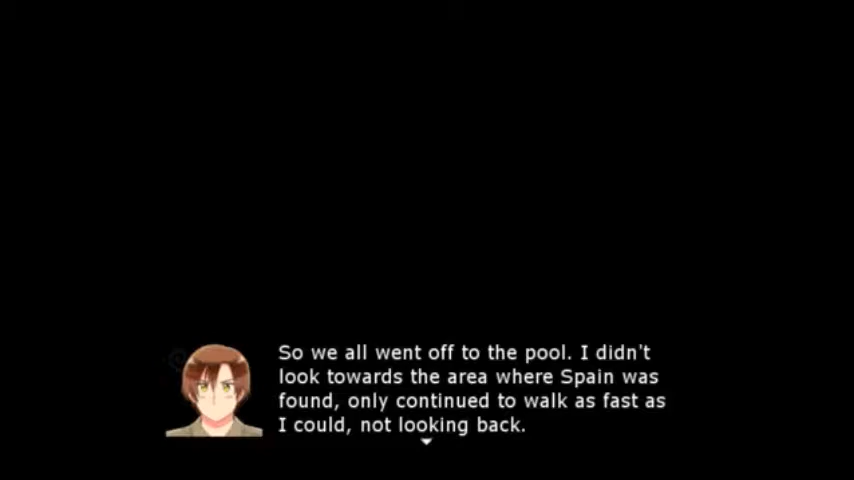 So we all went off to the pool. I didn't
look towards the area where Spain was
found, only continued to walk as fast as
I could, not looking back.